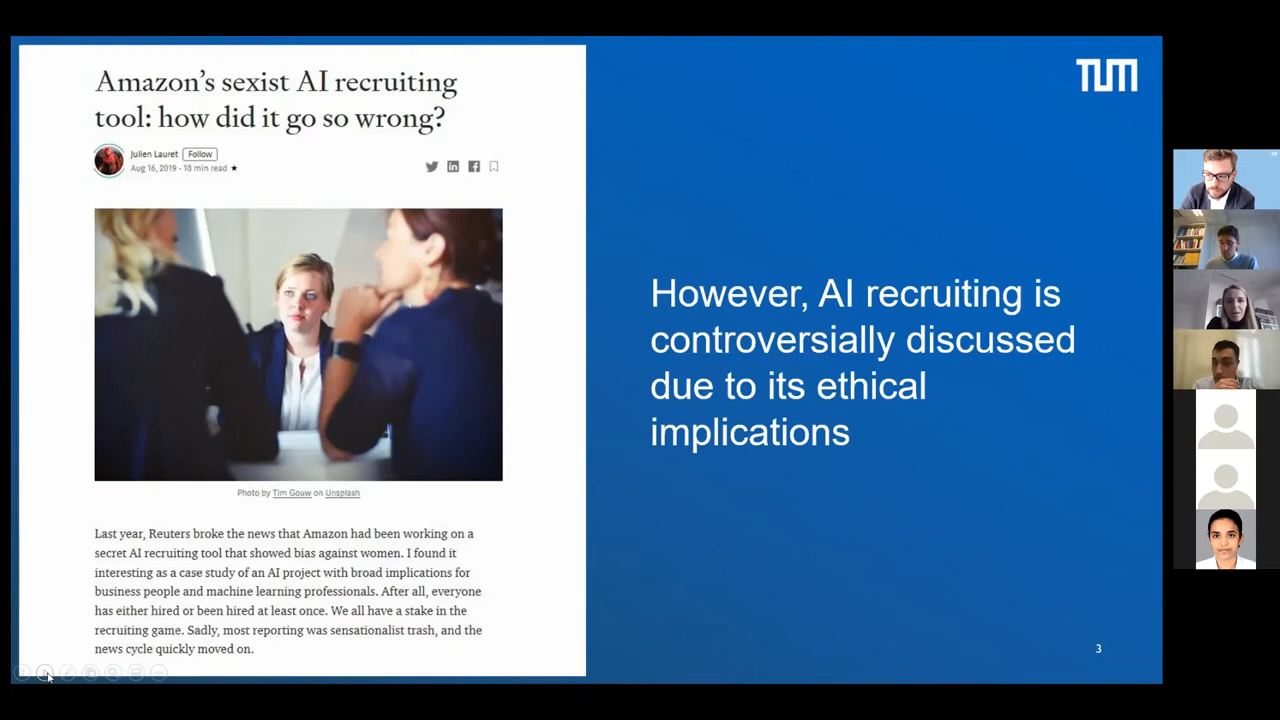 Amazon's sexist AI recruiting
tool: how did it go so wrong?
Julien Lauret Follow
Aug 16, 2019 · 18 min read ★
Photo by Tim Gouw on Unsplash
Last year, Reuters broke the news that Amazon had been working on a
secret AI recruiting tool that showed bias against women. I found it
interesting as a case study of an AI project with broad implications for
business people and machine learning professionals. After all, everyone
has either hired or been hired at least once. We all have a stake in the
recruiting game. Sadly, most reporting was sensationalist trash, and the
news cycle quickly moved on.
TUM
However, AI recruiting is
controversially discussed
due to its ethical
implications
3